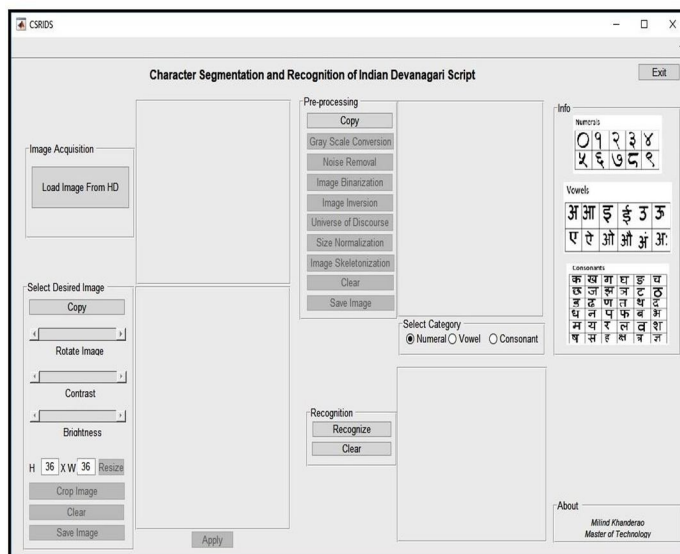 CSRIDS
Character Segmentation and Recognition of Indian Devanagari Script
Exit
Image Acquisition
Load Image From HD
Select Desired Image
Copy
Rotate Image
Contrast
Brightness
H 36 X W 36 Resize
Crop Image
Clear
Save Image
Apply
Pre-processing
Copy
Gray Scale Conversion
Noise Removal
Image Binarization
Image Inversion
Universe of Discourse
Size Normalization
Image Skeletonization
Clear
Save Image
Select Category
Numeral Vowel Consonant
Recognition
Recognize
Clear
Info
Numerals
० १ २ ३ ४
५ ६ ७ ८ ९
Vowels
अ आ इ ई उ ऊ
ए ऐ ओ औ अं अः
Consonants
क ख ग घ ङ च
छ ज झ ञ ट ठ
ड ढ ण त थ द
ध न प फ ब भ
म य र ल व श
ष स ह क्ष त्र ज्ञ
About
Milind Khanderao
Master of Technology